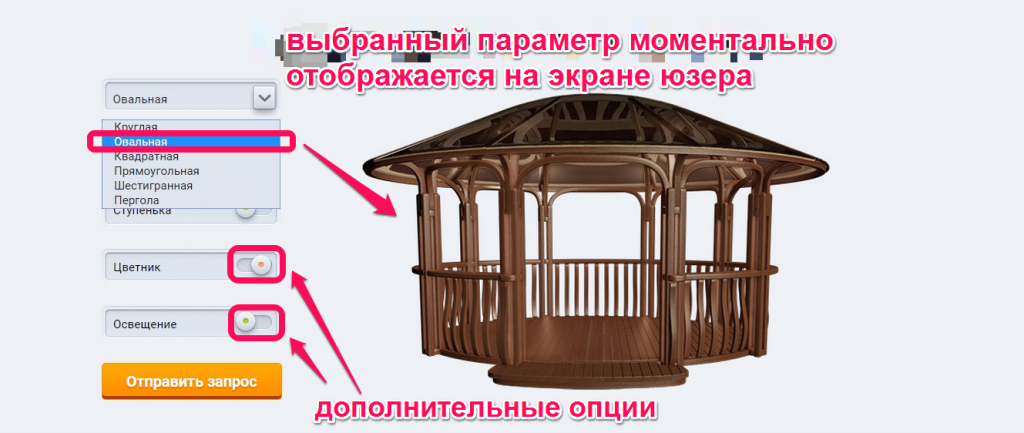 выбранный параметр моментально
отображается на экране юзера
Овальная
Круглая
Овальная
Квадратная
Прямоугольная
Шестигранная
Пергола
Ступенька
Цветник
Освещение
Отправить запрос
дополнительные опции